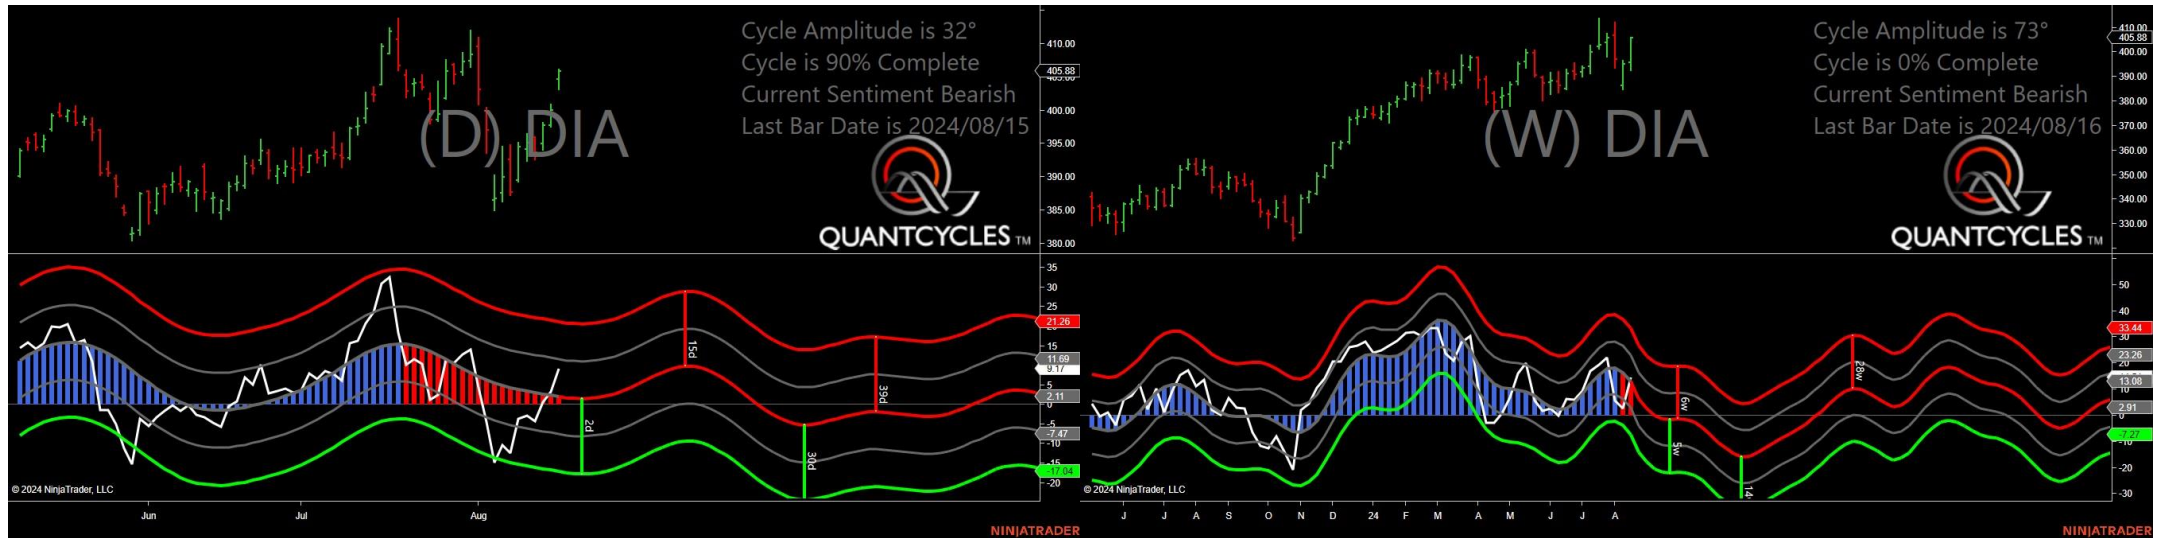 Cycle Amplitude is 32°
Cycle is 90% Complete
Current Sentiment Bearish
Last Bar Date is 2024/08/15
(D) DIA
QUANTCYCLES TM
410.00
405.88
405.00
400.00
395.00
390.00
385.00
380.00
35
30
25
21.26
15
11.69
9.17
5
2.11
0
-5
-7.47
-10
-15
-17.04
-20
2d
15d
30d
39d
© 2024 NinjaTrader, LLC
Jun
Jul
Aug
NINJATRADER
Cycle Amplitude is 73°
Cycle is 0% Complete
Current Sentiment Bearish
Last Bar Date is 2024/08/16
(W) DIA
QUANTCYCLES TM
410.00
405.88
400.00
390.00
380.00
370.00
360.00
350.00
340.00
330.00
50
40
33.44
30
23.26
20
13.08
10
2.91
0
-7.27
-10
-20
-30
6w
5w
14
28w
© 2024 NinjaTrader, LLC
J
J
A
S
O
N
D
24
F
M
A
M
J
J
A
NINJATRADER